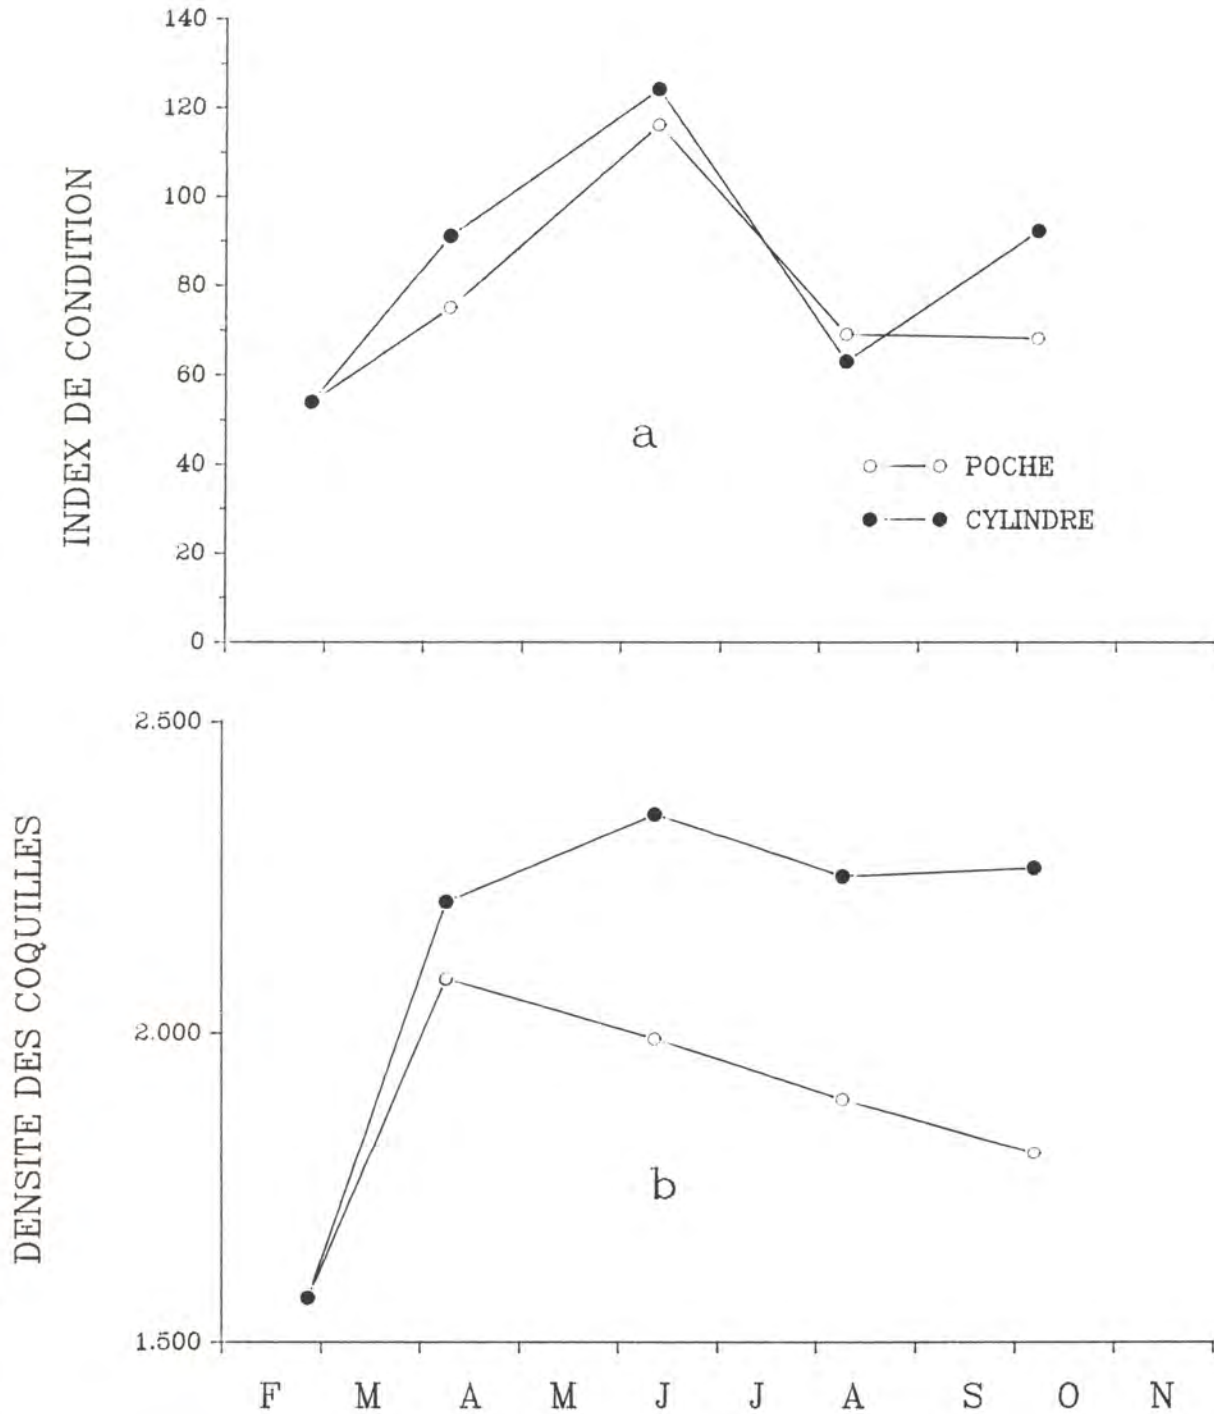 140
120
100
80
60
40
20
0
INDEX DE CONDITION
a
POCHE
CYLINDRE
2.500
2.000
1.500
DENSITE DES COQUILLES
b
F M A M J J A S O N